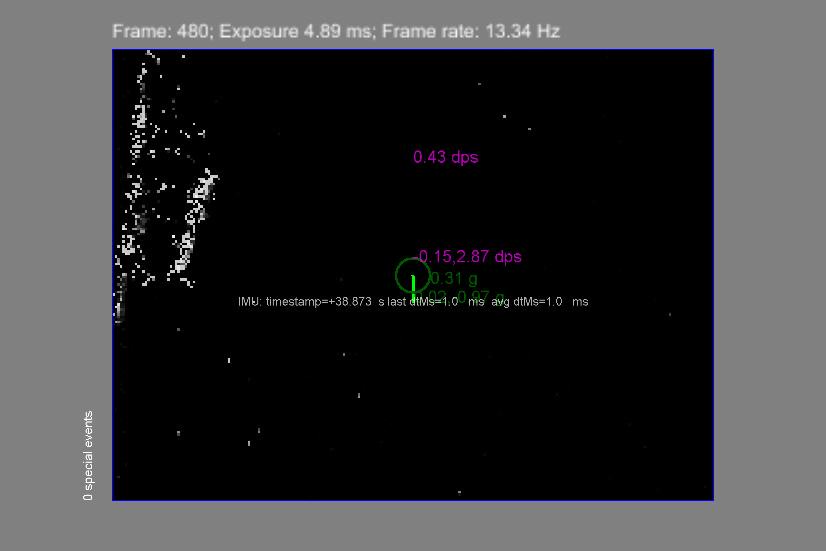 Frame: 480; Exposure 4.89 ms; Frame rate: 13.34 Hz
0.43 dps
-0.15,2.87 dps
0.31 g
IMU: timestamp=+38.873 s last dtMs=1.0 ms avg dtMs=1.0 ms
0 special events